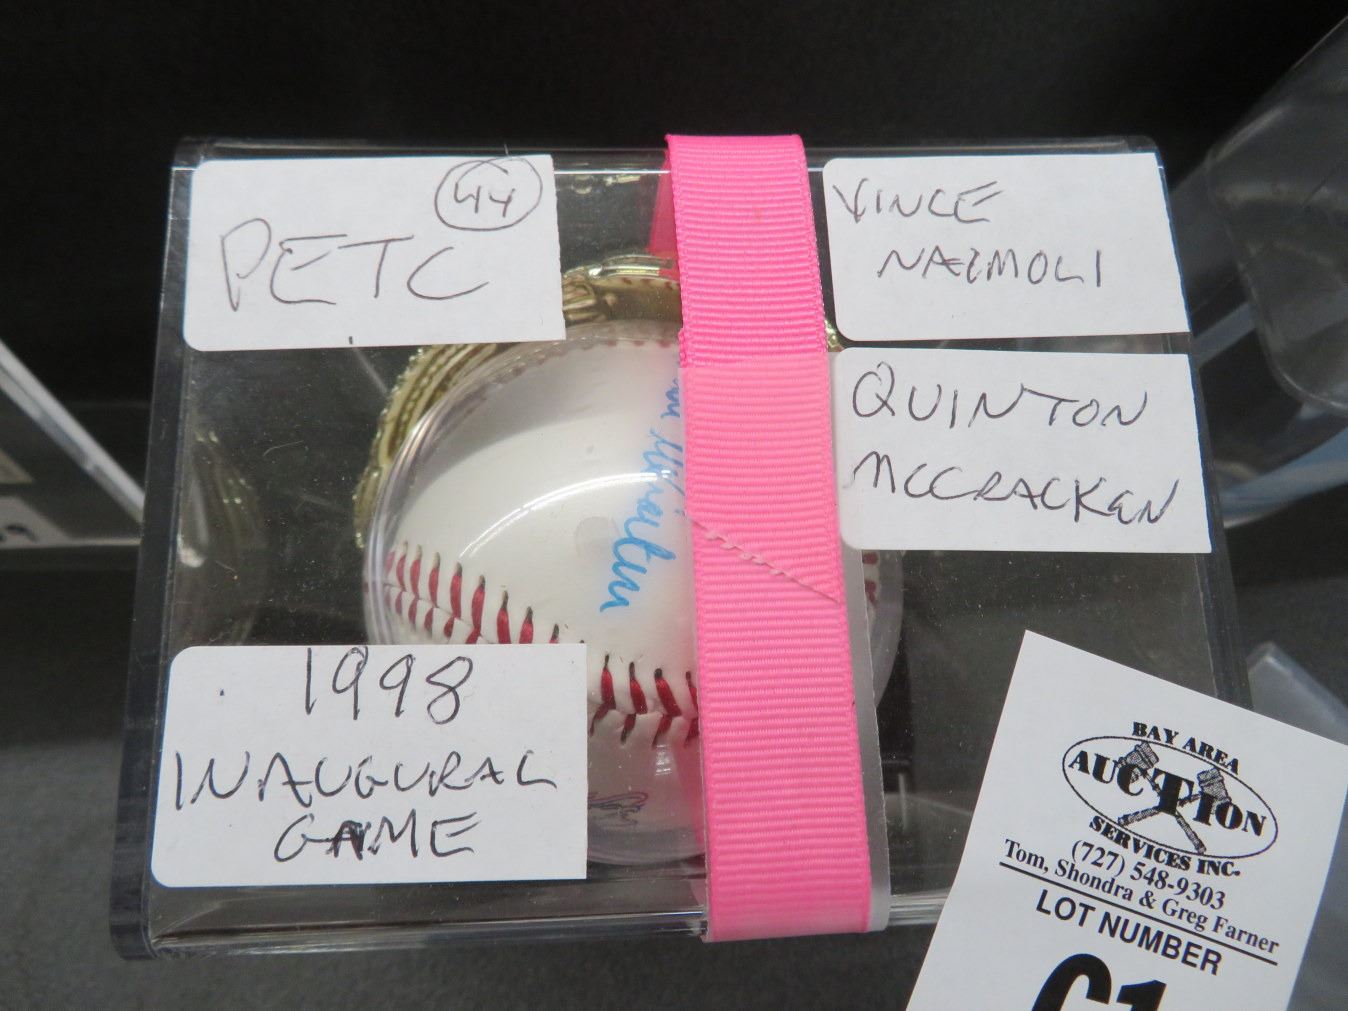 44
PETC
VINCE
NAIMOLI
QUINTON
MCCRACKEN
1998
INAUGURAL
GAME
BAY AREA
AUCTION
SERVICES INC.
(727) 548-9303
Tom, Shondra & Greg Farner
LOT NUMBER